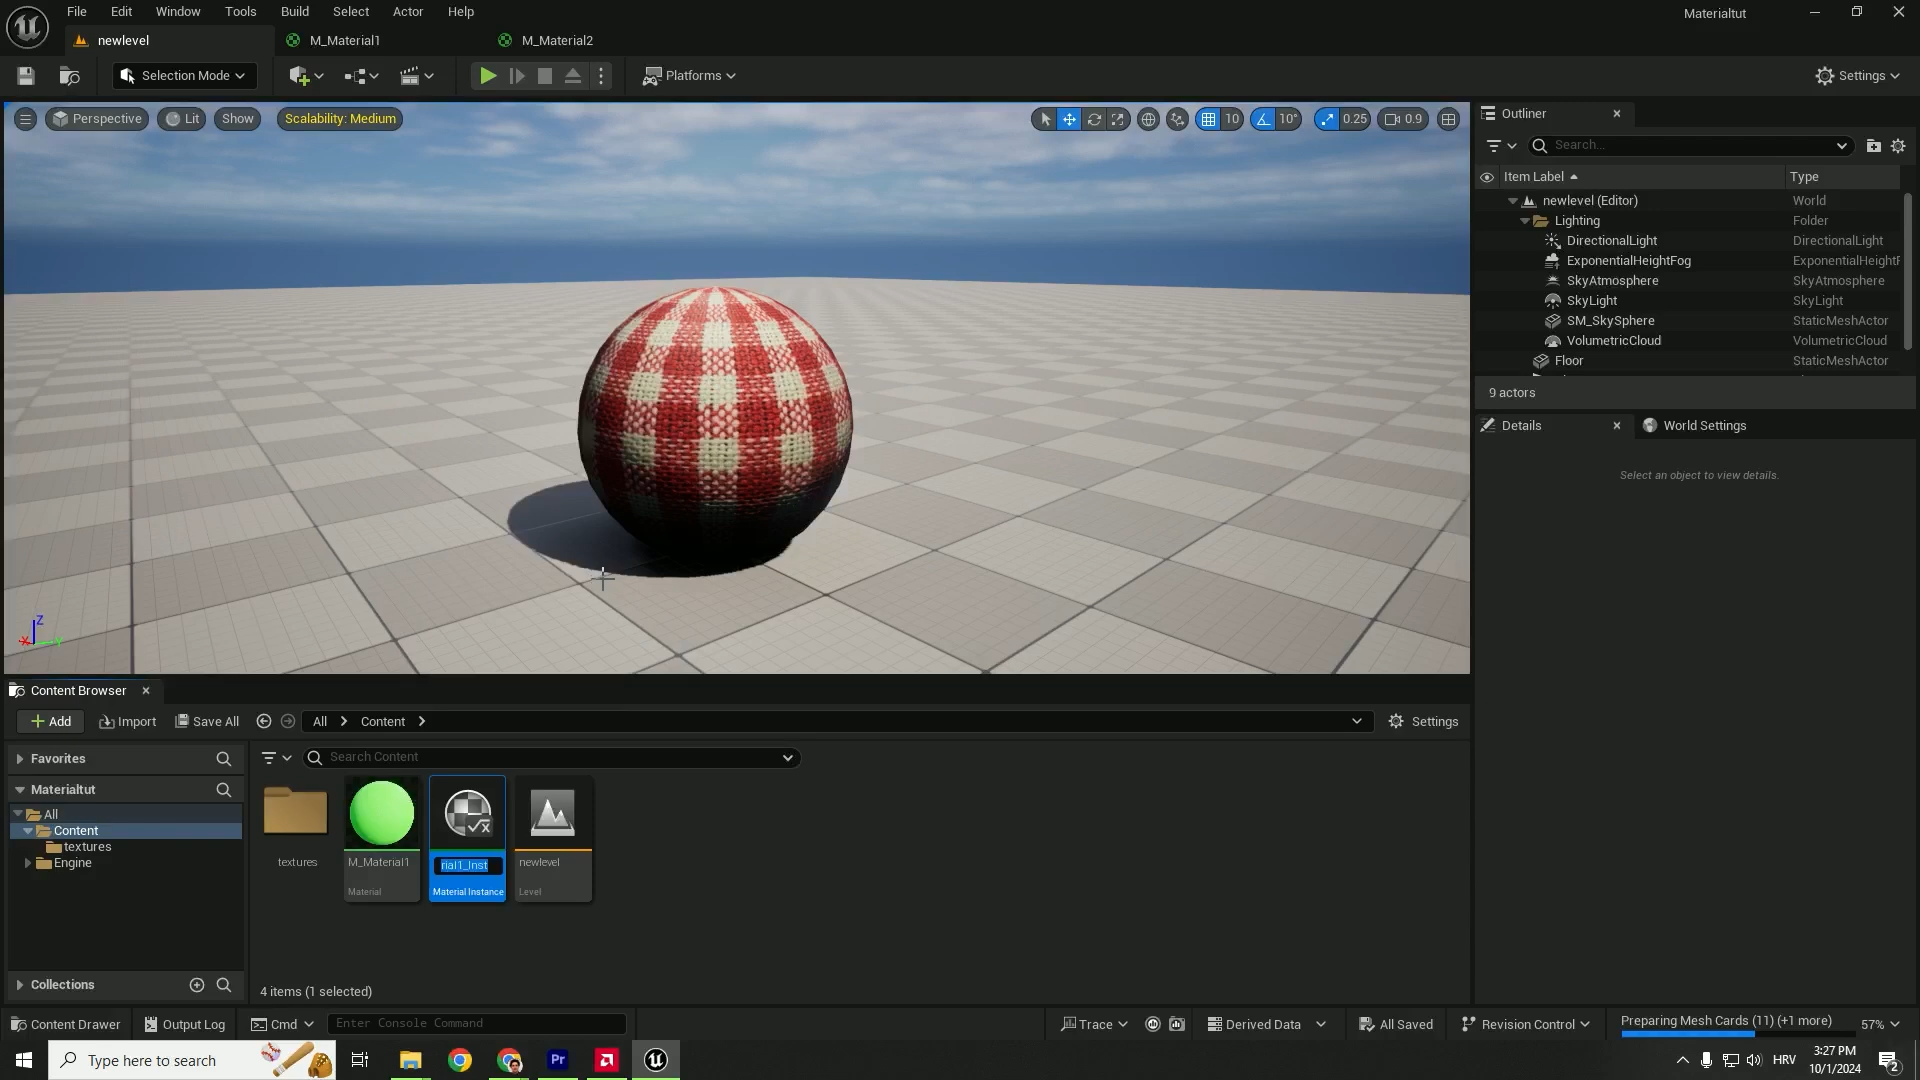 File Edit Window Tools Build Select Actor Help
Materialtut
newlevel M_Material1 M_Material2
Selection Mode Platforms Settings
Perspective Lit Show Scalability: Medium 10 10° 0.25 0.9
Outliner
Search...
Item Label Type
newlevel (Editor) World
Lighting Folder
DirectionalLight DirectionalLight
ExponentialHeightFog ExponentialHeightF
SkyAtmosphere SkyAtmosphere
SkyLight SkyLight
SM_SkySphere StaticMeshActor
VolumetricCloud VolumetricCloud
Floor StaticMeshActor
9 actors
Details World Settings
Select an object to view details.
Z
X Y
Content Browser
Add Import Save All All Content Settings
Favorites
Search Content
Materialtut
All
Content
textures
Engine
Collections
textures
M_Material1
Material
rial1_Inst
Material Instance
newlevel
Level
4 items (1 selected)
Content Drawer Output Log Cmd Enter Console Command Trace Derived Data All Saved Revision Control Preparing Mesh Cards (11) (+1 more) 57%
Type here to search
Pr
HRV
3:27 PM
10/1/2024
2